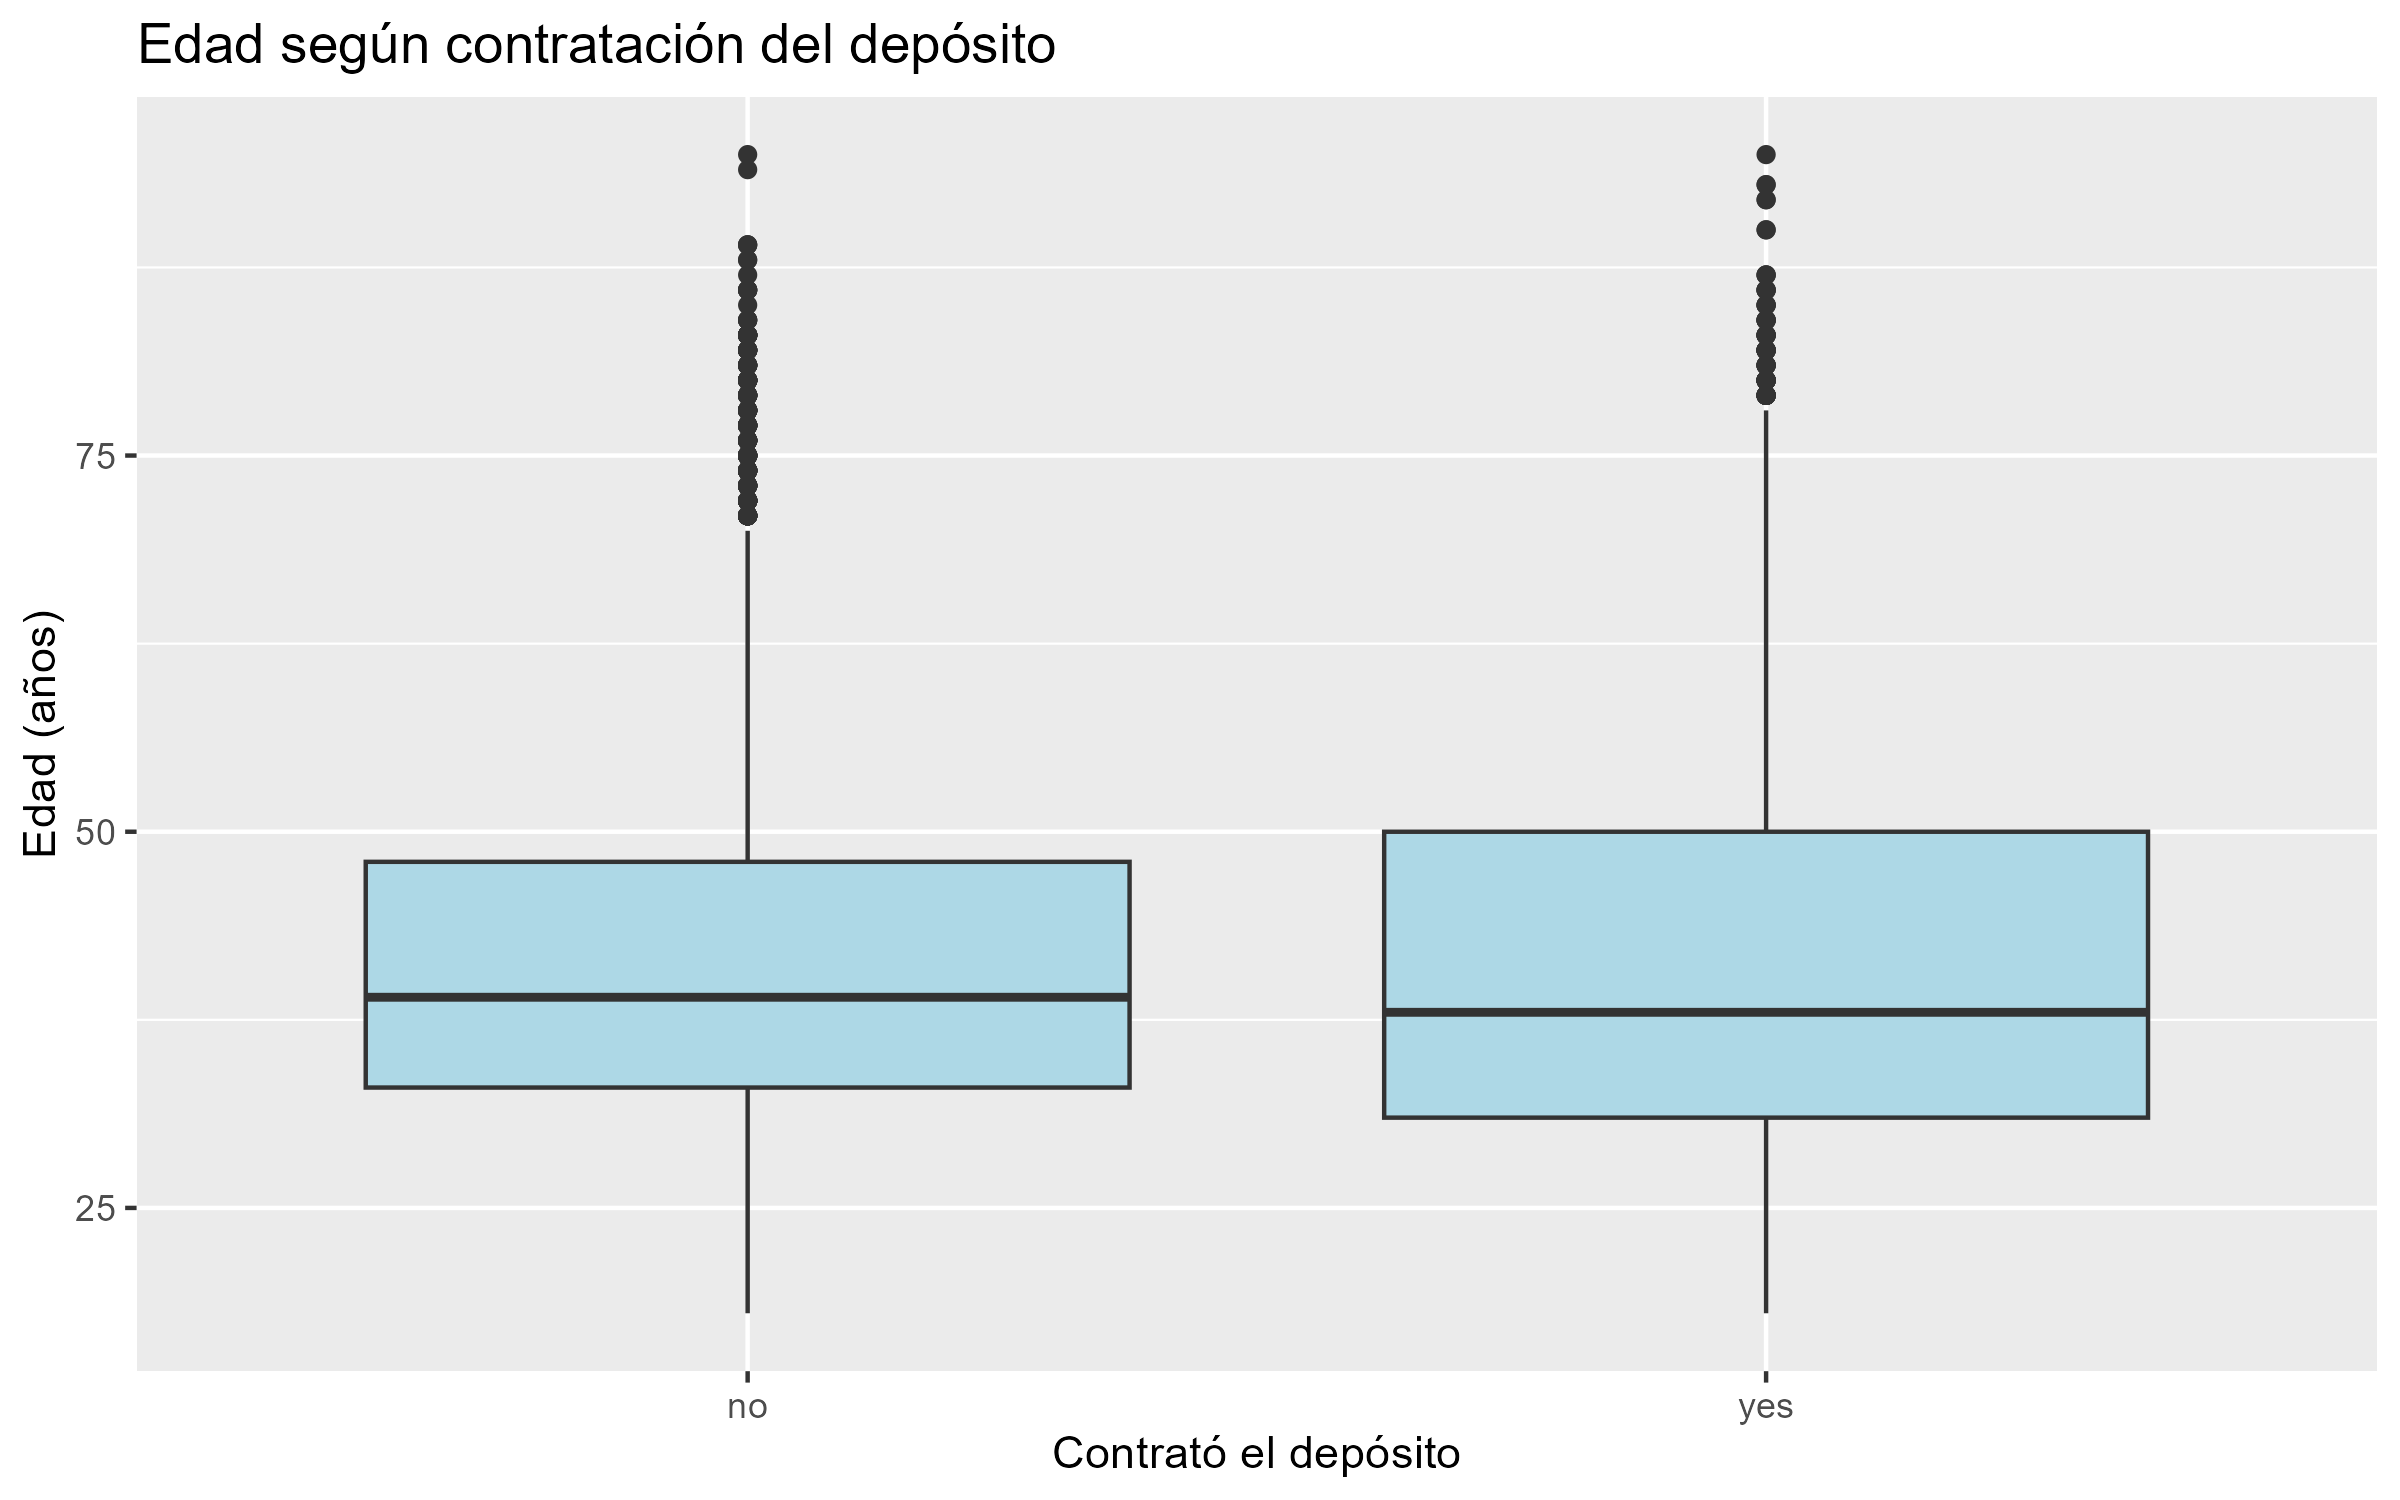 Edad según contratación del depósito
Edad (años)
75
50
25
no
yes
Contrató el depósito